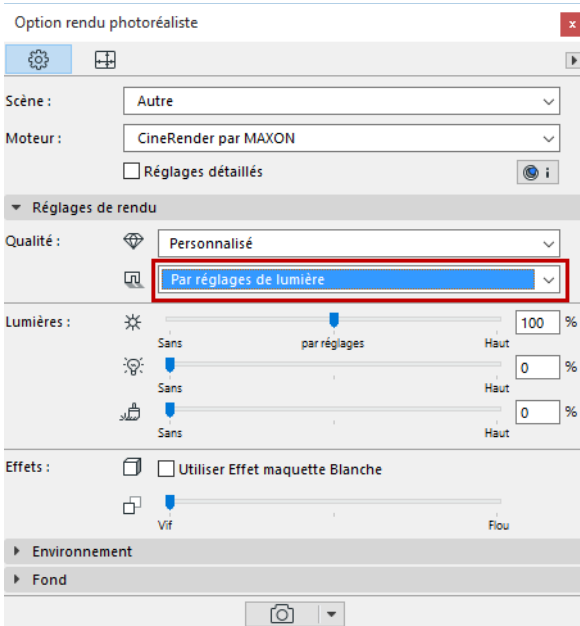 Option rendu photoréaliste
x
Scène :
Autre
Moteur :
CineRender par MAXON
Réglages détaillés
i
Réglages de rendu
Qualité :
Personnalisé
Par réglages de lumière
Lumières :
100 %
Sans par réglages Haut
0 %
Sans Haut
0 %
Sans Haut
Effets :
Utiliser Effet maquette Blanche
Vif Flou
Environnement
Fond